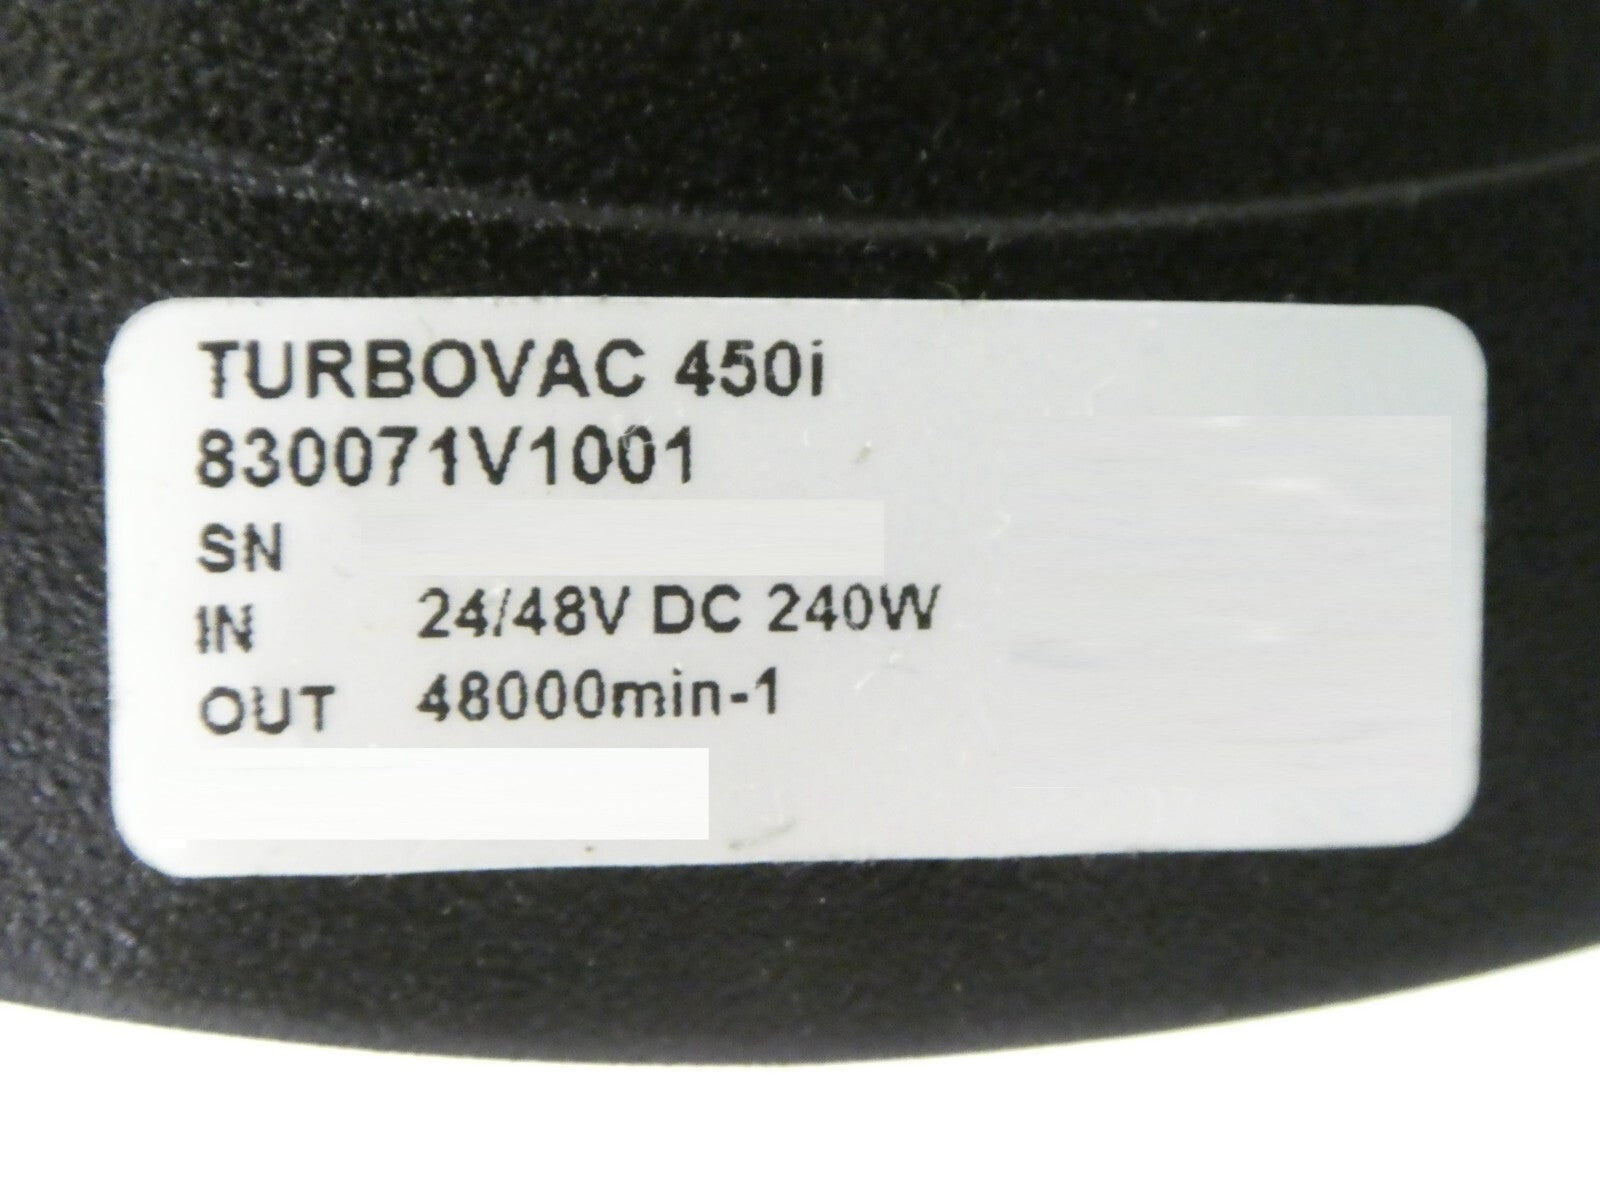 TURBOVAC 450i
830071V1001
SN
IN 24/48V DC 240W
OUT 48000min-1